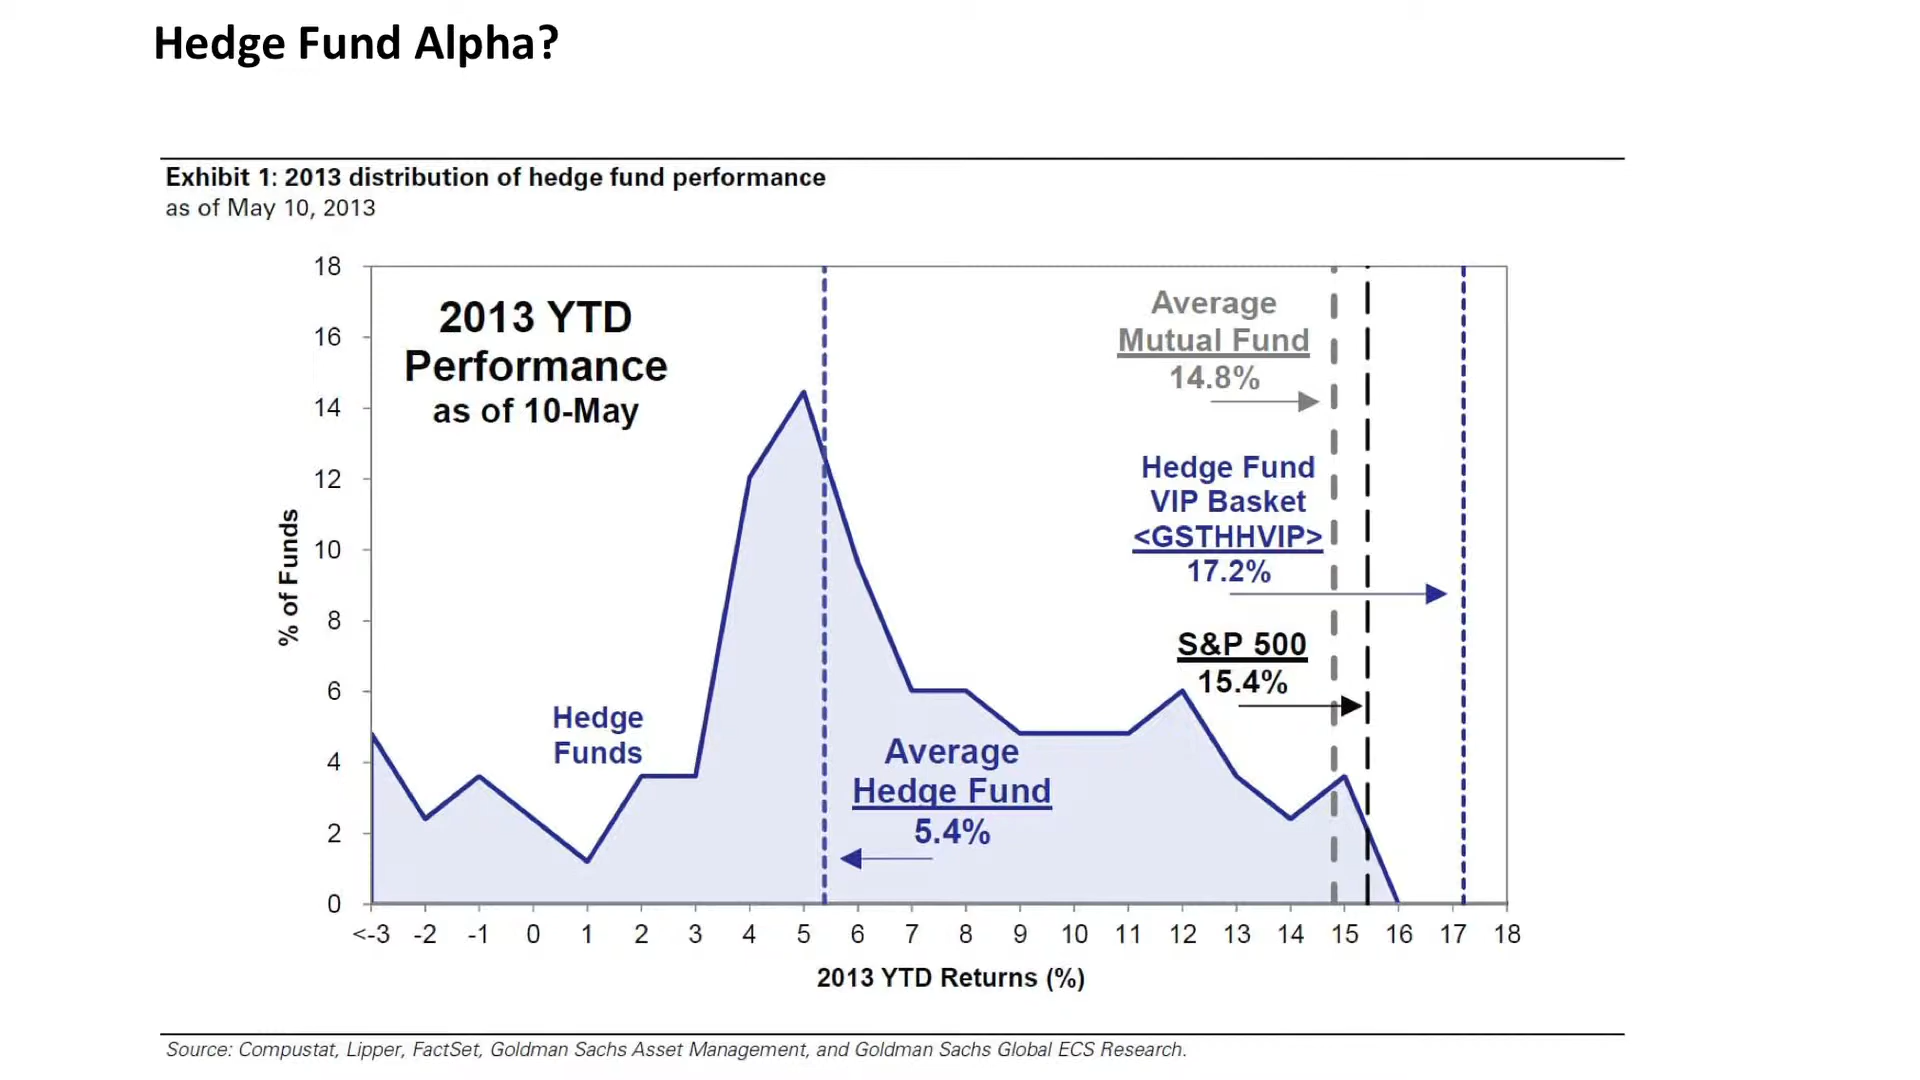 Hedge Fund Alpha?
Exhibit 1: 2013 distribution of hedge fund performance
as of May 10, 2013
18
16
14
12
10
8
6
4
2
0
% of Funds
2013 YTD
Performance
as of 10-May
Average
Mutual Fund
14.8%
Hedge Fund
VIP Basket
<GSTHHVIP>
17.2%
S&P 500
15.4%
Hedge
Funds
Average
Hedge Fund
5.4%
<-3 -2 -1 0 1 2 3 4 5 6 7 8 9 10 11 12 13 14 15 16 17 18
2013 YTD Returns (%)
Source: Compustat, Lipper, FactSet, Goldman Sachs Asset Management, and Goldman Sachs Global ECS Research.